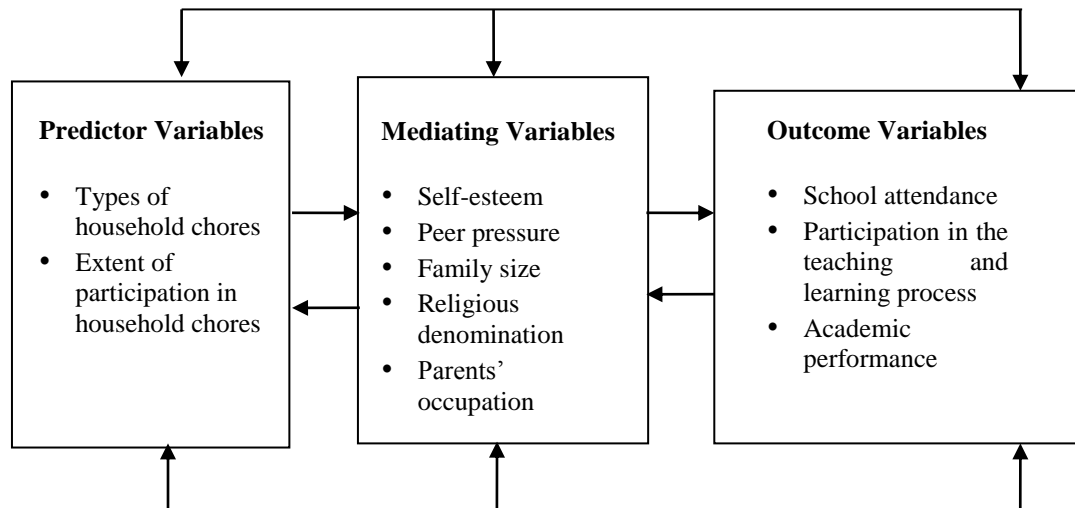 Predictor Variables
• Types of
household chores
• Extent of
participation in
household chores
Mediating Variables
• Self-esteem
• Peer pressure
• Family size
• Religious
denomination
• Parents’
occupation
Outcome Variables
• School attendance
• Participation in the
teaching and
learning process
• Academic
performance